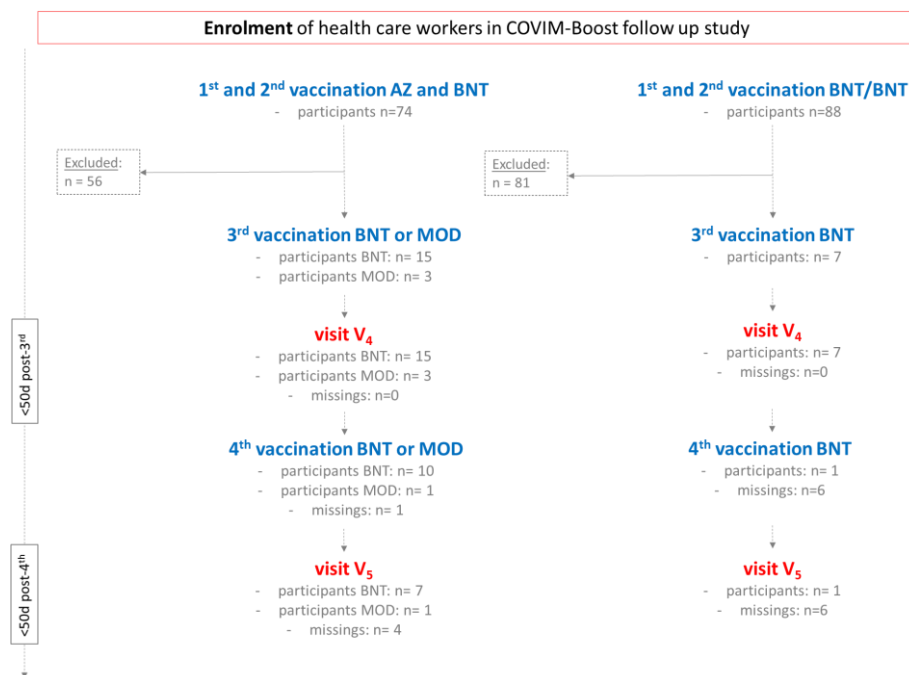 Enrolment of health care workers in COVIM-Boost follow up study
1st and 2nd vaccination AZ and BNT
- participants n=74
Excluded:
n = 56
3rd vaccination BNT or MOD
- participants BNT: n= 15
- participants MOD: n= 3
visit V4
- participants BNT: n= 15
- participants MOD: n= 3
- missings: n=0
4th vaccination BNT or MOD
- participants BNT: n= 10
- participants MOD: n= 1
- missings: n= 1
visit V5
- participants BNT: n= 7
- participants MOD: n= 1
- missings: n= 4
1st and 2nd vaccination BNT/BNT
- participants n=88
Excluded:
n = 81
3rd vaccination BNT
- participants: n= 7
visit V4
- participants: n= 7
- missings: n=0
4th vaccination BNT
- participants: n= 1
- missings: n=6
visit V5
- participants: n= 1
- missings: n=6
<50d post-3rd
<50d post-4th